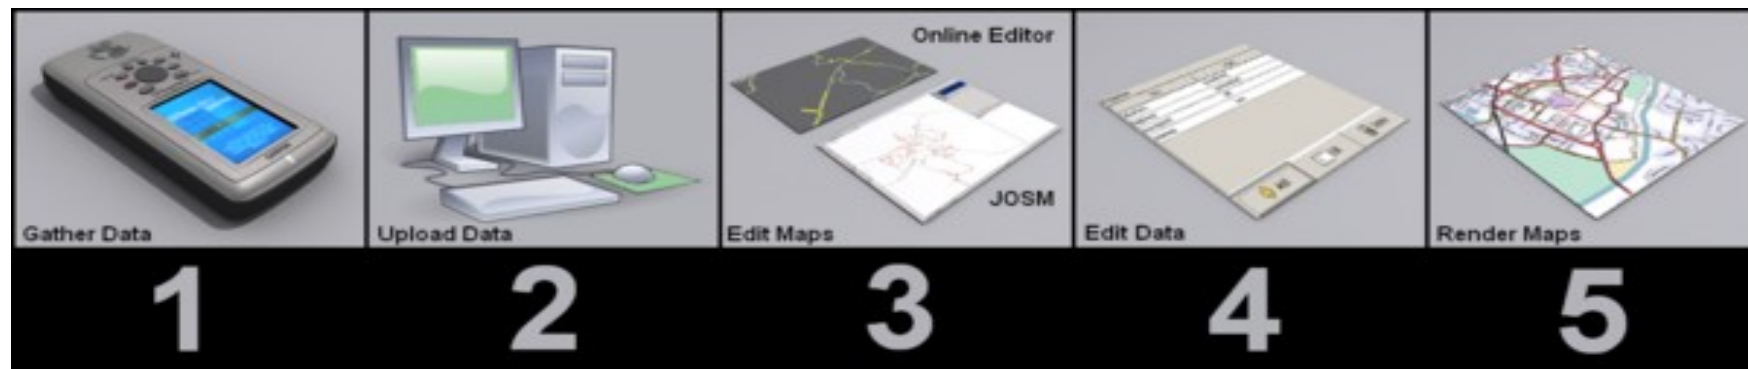 Online Editor
JOSM
Gather Data
Upload Data
Edit Maps
Edit Data
Render Maps
1
2
3
4
5